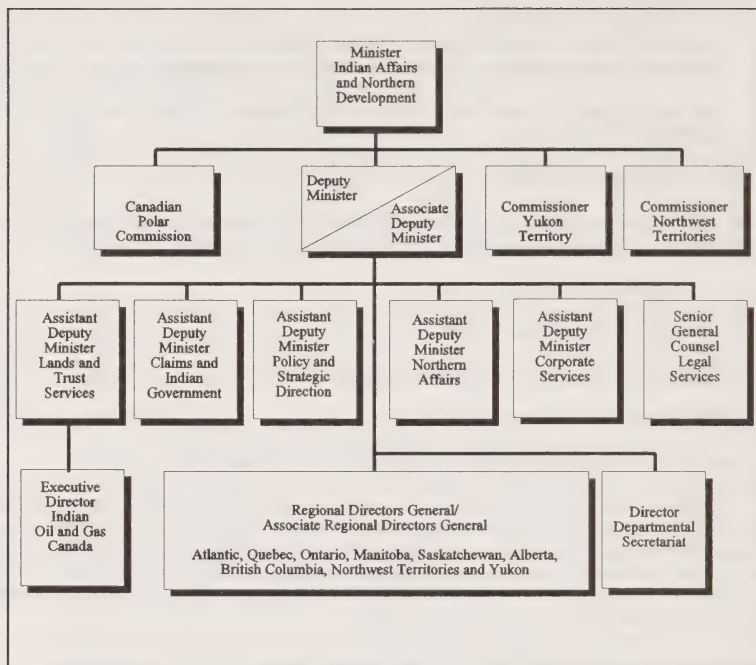 Minister
Indian Affairs
and Northern
Development
Canadian
Polar
Commission
Deputy
Minister
Associate
Deputy
Minister
Commissioner
Yukon
Territory
Commissioner
Northwest
Territories
Assistant
Deputy
Minister
Lands and
Trust
Services
Assistant
Deputy
Minister
Claims and
Indian
Government
Assistant
Deputy
Minister
Policy and
Strategic
Direction
Assistant
Deputy
Minister
Northern
Affairs
Assistant
Deputy
Minister
Corporate
Services
Senior
General
Counsel
Legal
Services
Executive
Director
Indian
Oil and Gas
Canada
Regional Directors General/
Associate Regional Directors General
Atlantic, Quebec, Ontario, Manitoba, Saskatchewan, Alberta,
British Columbia, Northwest Territories and Yukon
Director
Departmental
Secretariat